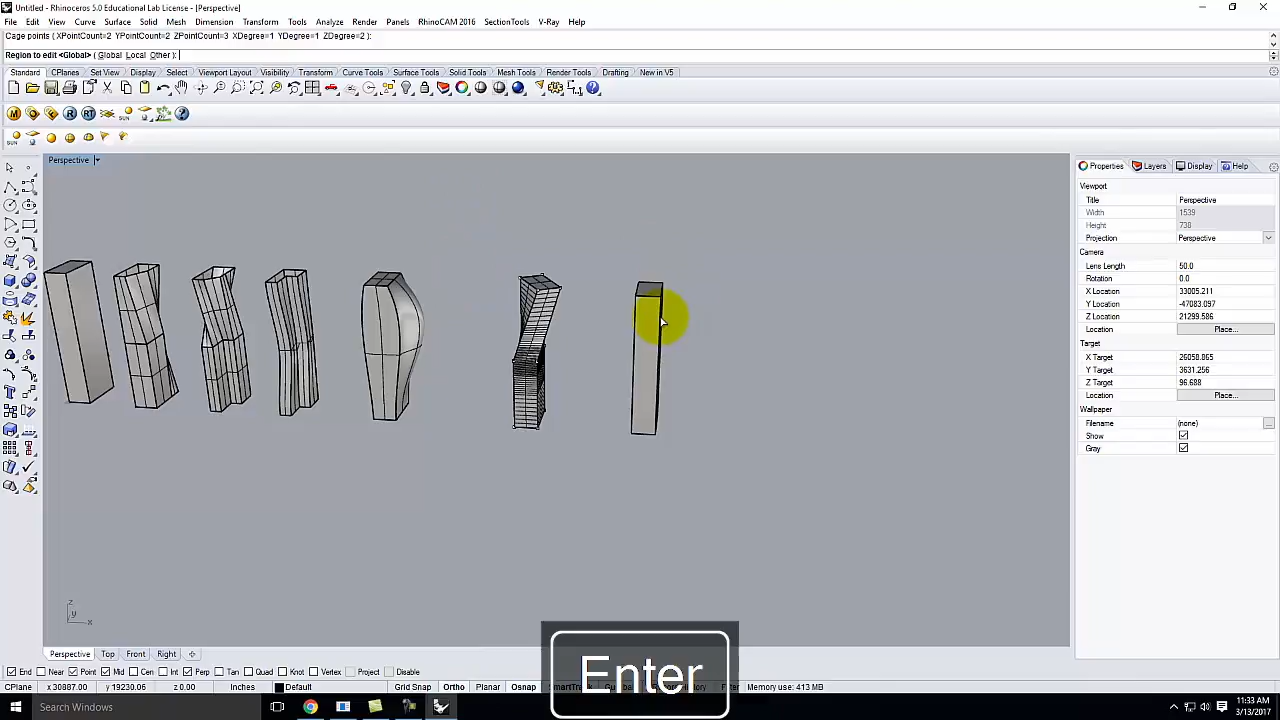 Untitled - Rhinoceros 5.0 Educational Lab License - [Perspective]
File Edit View Curve Surface Solid Mesh Dimension Transform Tools Analyze Render Panels RhinoCAM 2016 SectionTools V-Ray Help
Cage points ( XPointCount=2 YPointCount=2 ZPointCount=3 XDegree=1 YDegree=1 ZDegree=2 ):
Region to edit <Global> ( Global Local Other ):
Standard CPlanes Set View Display Select Viewport Layout Visibility Transform Curve Tools Surface Tools Solid Tools Mesh Tools Render Tools Drafting New in V5
Perspective
Properties Layers Display Help
Viewport
Title Perspective
Width 1539
Height 736
Projection Perspective
Camera
Lens Length 50.0
Rotation 0.0
X Location 33005.211
Y Location -47083.097
Z Location 21299.586
Location Place...
Target
X Target 26058.865
Y Target 3631.256
Z Target 96.688
Location Place...
Wallpaper
Filename (none)
Show
Gray
z
y
x
Enter
Perspective Top Front Right
End Near Point Mid Cen Int Perp Tan Quad Knot Vertex Project Disable
CPlane x 30887.00 y 19230.06 z 0.00 Inches Default Grid Snap Ortho Planar Osnap Memory use: 413 MB
Search Windows
11:33 AM
3/13/2017